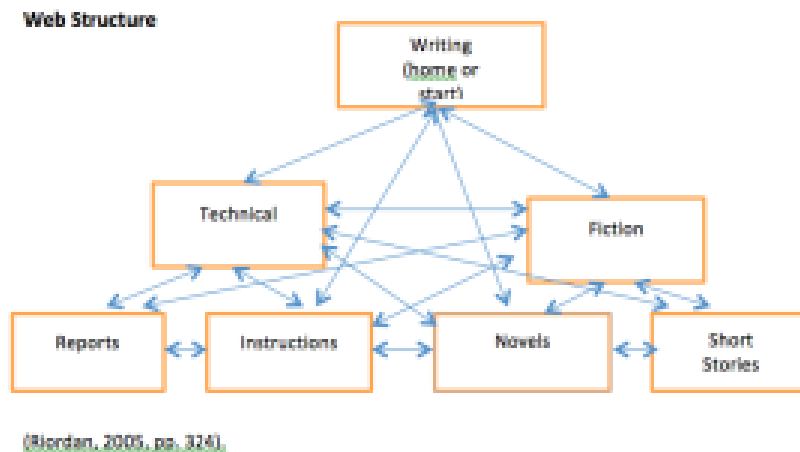 Web Structure
Writing
(home or
start)
Technical
Fiction
Reports
Instructions
Novels
Short
Stories
(Riordan, 2005, pp. 324).